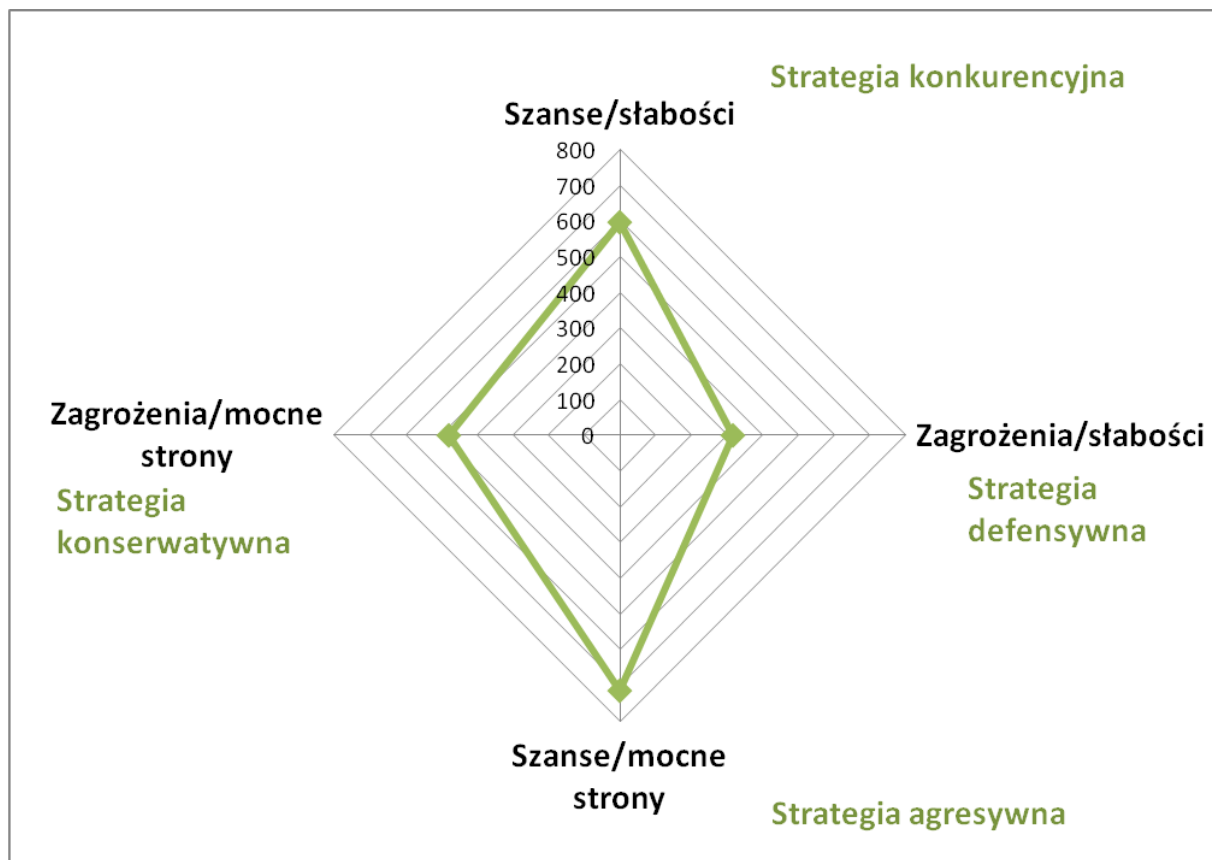 Strategia konkurencyjna
Szanse/słabości
800
700
600
500
400
300
200
100
0
Zagrożenia/mocne
strony
Strategia
konserwatywna
Zagrożenia/słabości
Strategia
defensywna
Szanse/mocne
strony
Strategia agresywna